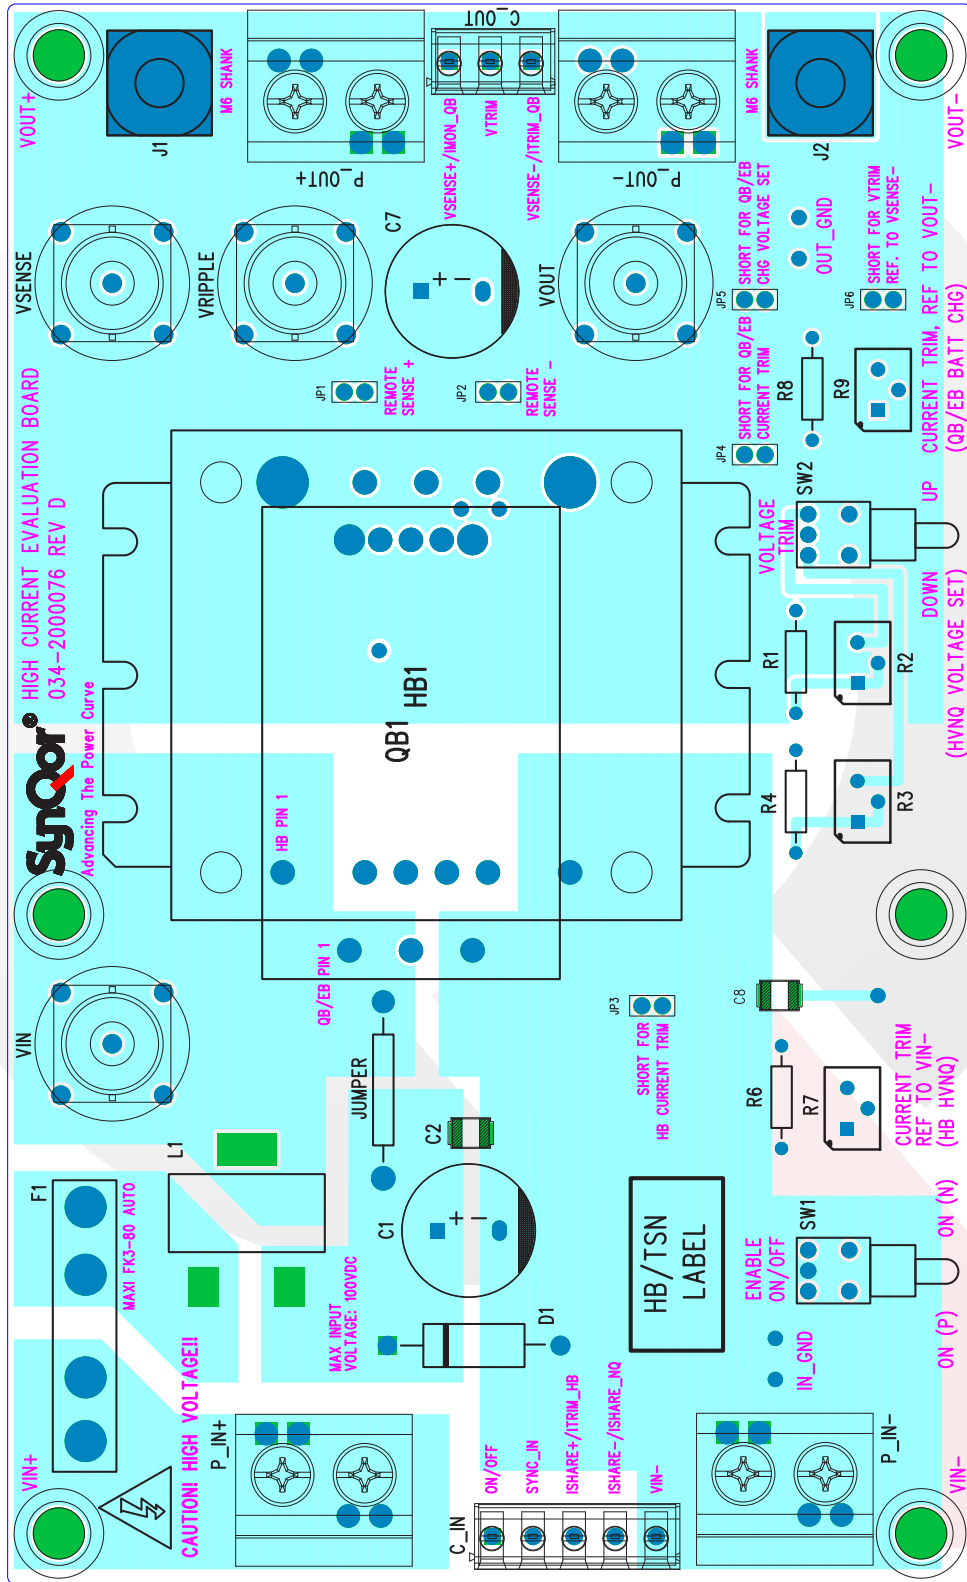 VOUT+
J1
M6 SHANK
P_OUT+
C_OUT
VSENSE+/IMON_QB
VTRIM
VSENSE-/ITRIM_QB
P_OUT-
M6 SHANK
J2
VOUT-
VSENSE
VRIPPLE
C7
+ -
VOUT
JP5
SHORT FOR QB/EB
CHG VOLTAGE SET
OUT_GND
JP6
SHORT FOR VTRIM
REF. TO VSENSE-
JP1
REMOTE
SENSE +
JP2
REMOTE
SENSE -
JP4
SHORT FOR QB/EB
CURRENT TRIM
R8
R9
CURRENT TRIM, REF TO VOUT-
(QB/EB BATT CHG)
HIGH CURRENT EVALUATION BOARD
034-2000076 REV D
SynQor®
Advancing The Power Curve
VOLTAGE
TRIM
SW2
UP
DOWN
(HVNQ VOLTAGE SET)
QB1
HB1
R1
R2
R4
R3
HB PIN 1
QB/EB PIN 1
VIN
JUMPER
JP3
SHORT FOR
HB CURRENT TRIM
C8
R6
R7
CURRENT TRIM
REF TO VIN-
(HB HVNQ)
L1
C2
C1
+ -
F1
MAXI FK3-80 AUTO
MAX INPUT
VOLTAGE: 100VDC
D1
HB/TSN
LABEL
ENABLE
ON/OFF
SW1
ON (N)
ON (P)
IN_GND
VIN+
CAUTION! HIGH VOLTAGE!!
P_IN+
C_IN
ON/OFF
SYNC_IN
ISHARE+/ITRIM_HB
ISHARE-/ISHARE_NQ
VIN-
P_IN-
VIN-